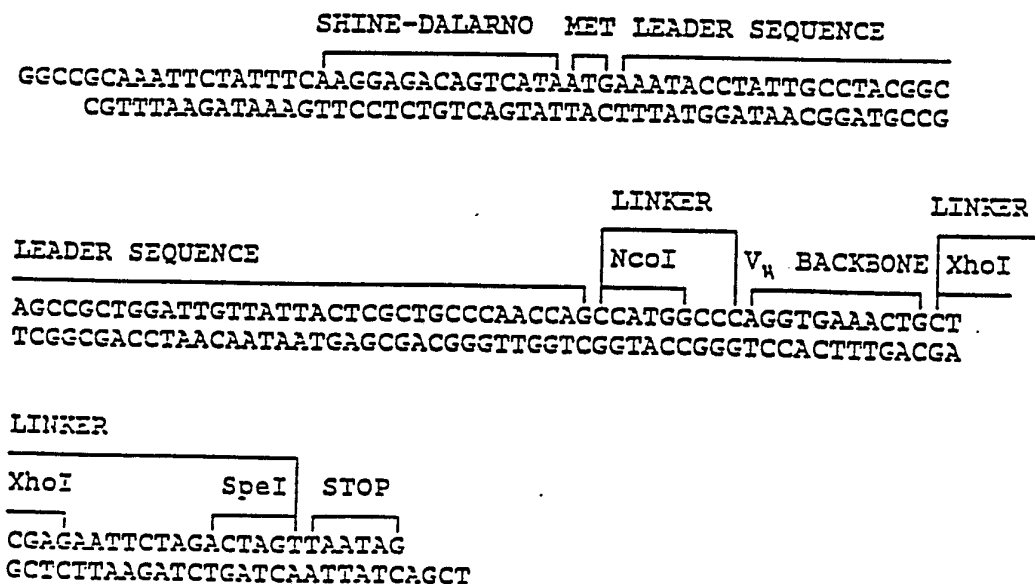 SHINE-DALARNO MET LEADER SEQUENCE
GGCCGCAAATTCTATTTCAAGGAGACAGTCATAATGAAATACCTATTGCCTACGGC
CGTTTAAGATAAAGTTCCTCTGTCAGTATTACTTTATGGATAACGGATGCCG
LINKER LINKER
LEADER SEQUENCE NcoI VH BACKBONE XhoI
AGCCGCTGGATTGTTATTACTCGCTGCCCAACCAGCCATGGCCCAGGTGAAACTGCT
TCGGCGACCTAACAATAATGAGCGACGGGTTGGTCGGTACCGGGTCCACTTTGACGA
LINKER
XhoI SpeI STOP
CGAGAATTCTAGACTAGTTAATAG
GCTCTTAAGATCTGATCAATTATCAGCT